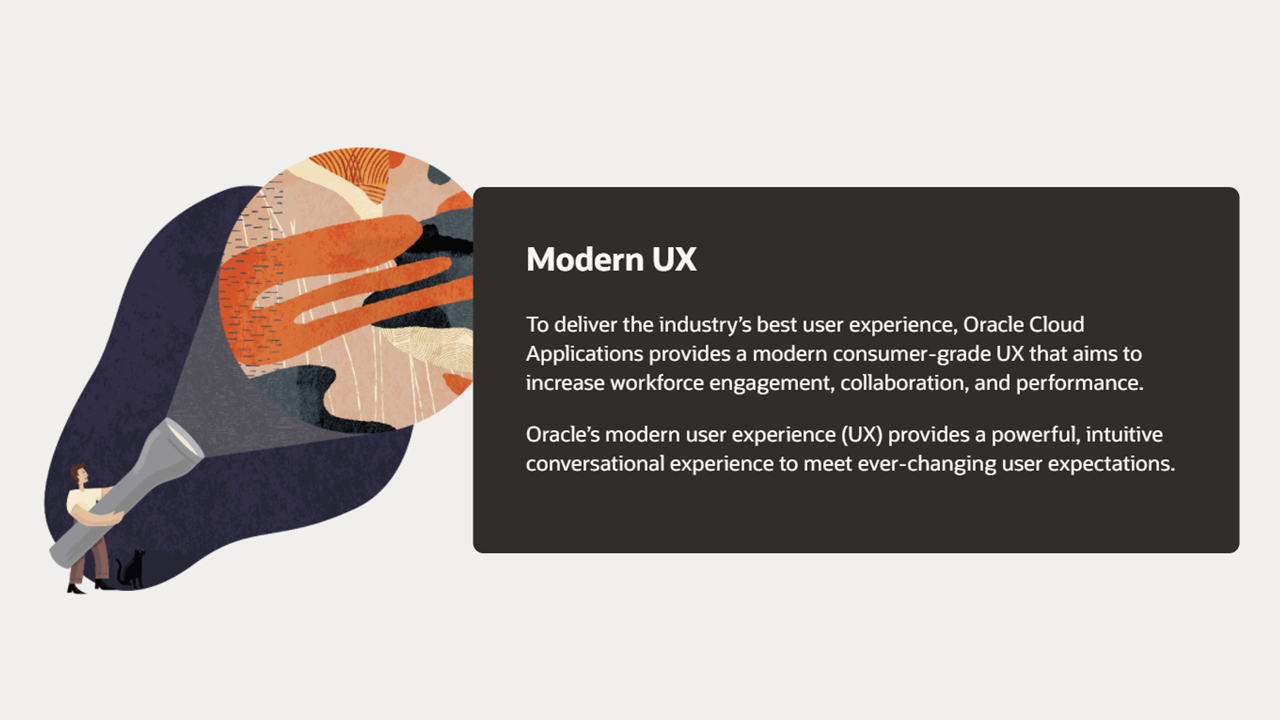 Modern UX
To deliver the industry’s best user experience, Oracle Cloud
Applications provides a modern consumer-grade UX that aims to
increase workforce engagement, collaboration, and performance.
Oracle’s modern user experience (UX) provides a powerful, intuitive
conversational experience to meet ever-changing user expectations.